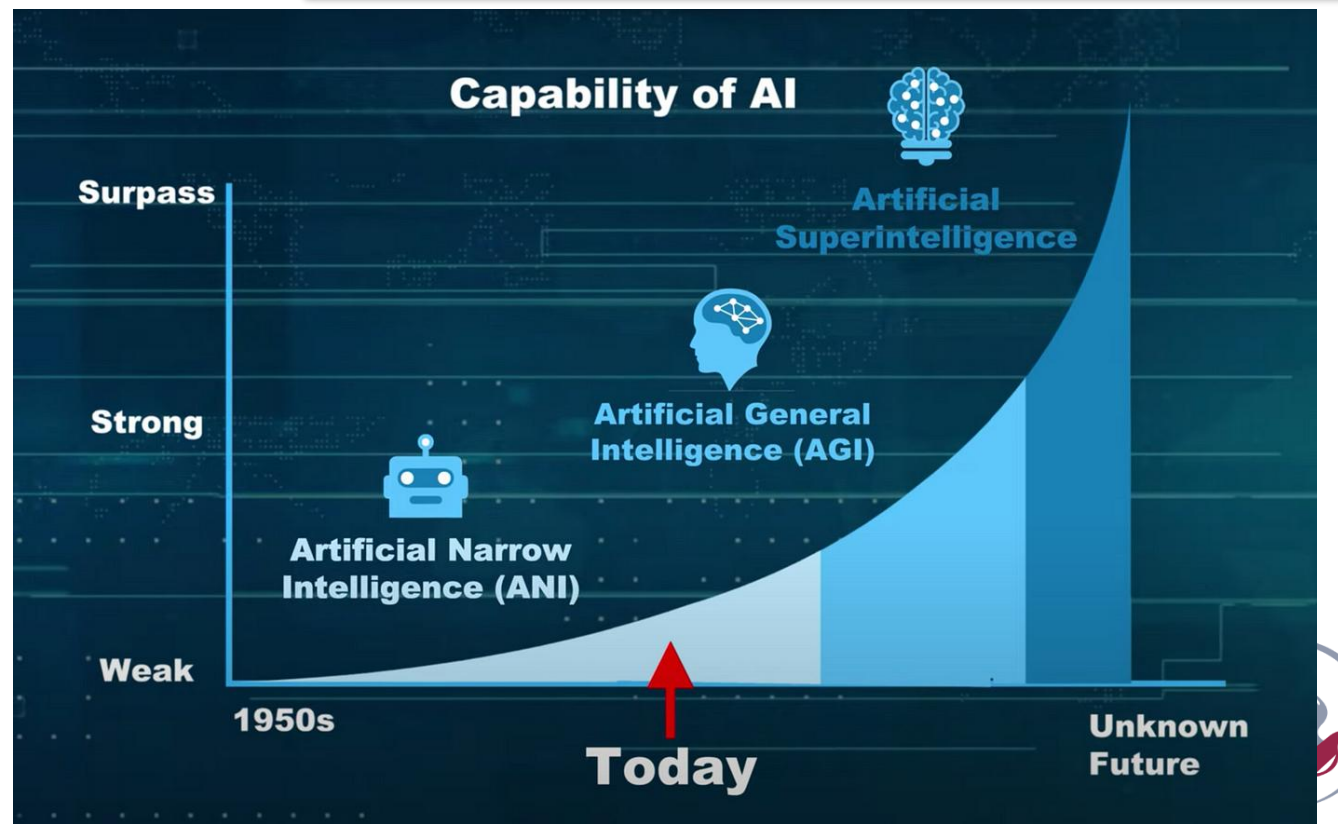 Capability of AI
Surpass
Artificial
Superintelligence
Strong
Artificial General
Intelligence (AGI)
Artificial Narrow
Intelligence (ANI)
Weak
1950s
Today
Unknown
Future